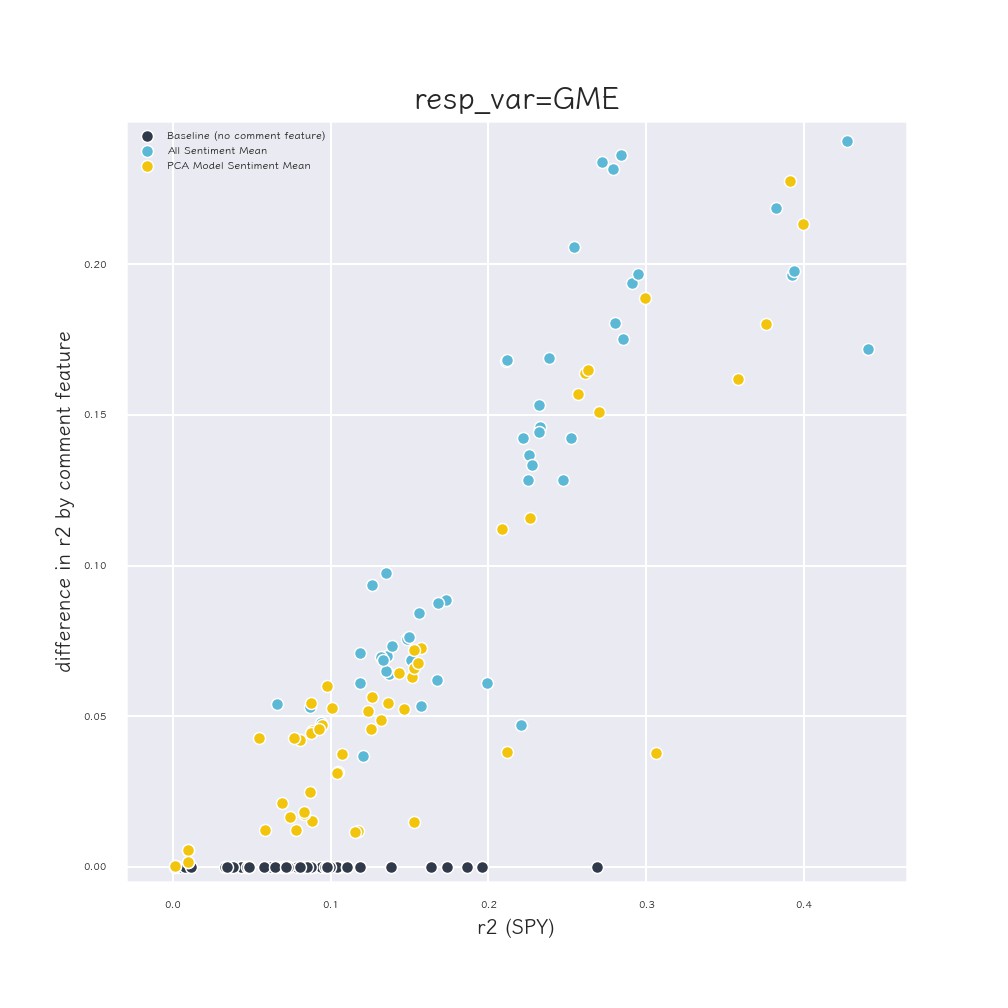 resp_var=GME
Baseline (no comment feature)
All Sentiment Mean
PCA Model Sentiment Mean
difference in r2 by comment feature
0.20
0.15
0.10
0.05
0.00
0.0 0.1 0.2 0.3 0.4
r2 (SPY)